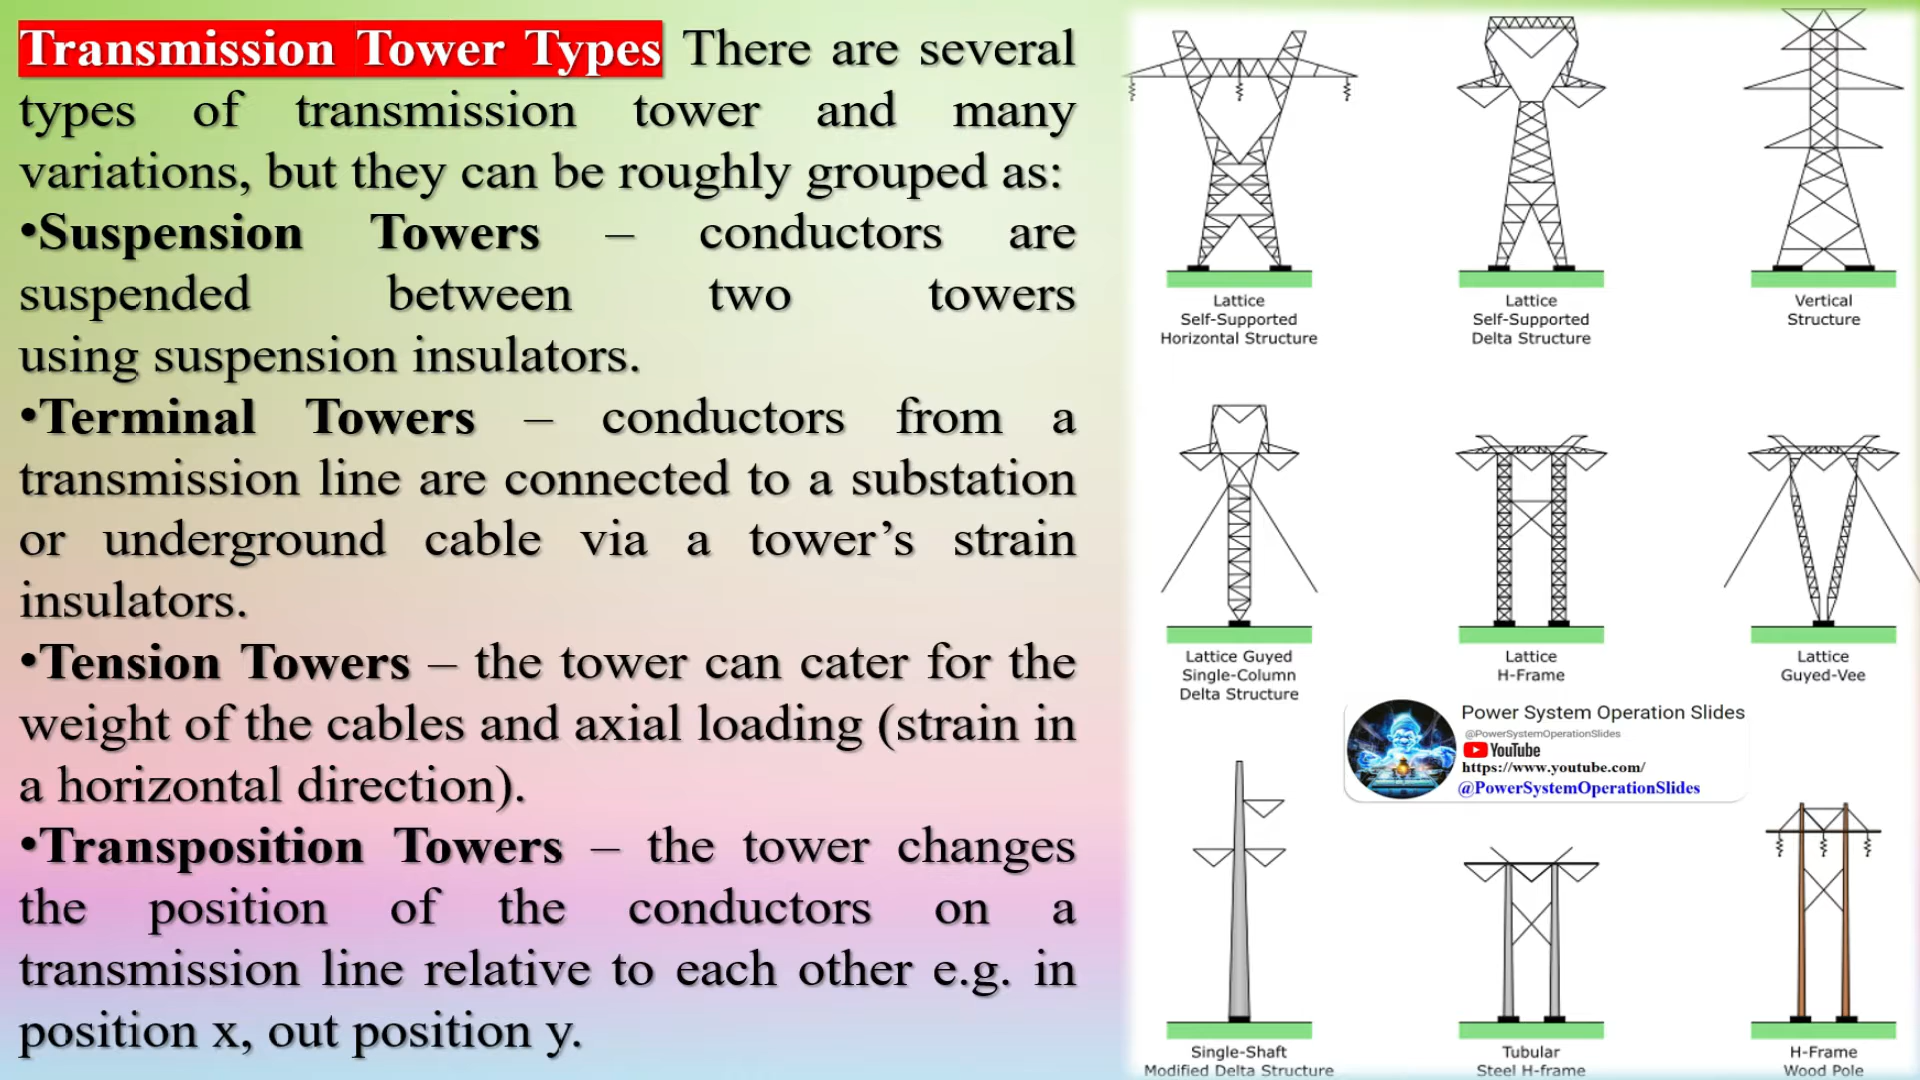 Transmission Tower Types There are several
types of transmission tower and many
variations, but they can be roughly grouped as:
•Suspension Towers – conductors are
suspended between two towers
using suspension insulators.
•Terminal Towers – conductors from a
transmission line are connected to a substation
or underground cable via a tower’s strain
insulators.
•Tension Towers – the tower can cater for the
weight of the cables and axial loading (strain in
a horizontal direction).
•Transposition Towers – the tower changes
the position of the conductors on a
transmission line relative to each other e.g. in
position x, out position y.
Lattice
Self-Supported
Horizontal Structure
Lattice
Self-Supported
Delta Structure
Vertical
Structure
Lattice Guyed
Single-Column
Delta Structure
Lattice
H-Frame
Lattice
Guyed-Vee
Power System Operation Slides
@PowerSystemOperationSlides
YouTube
https://www.youtube.com/
@PowerSystemOperationSlides
Single-Shaft
Modified Delta Structure
Tubular
Steel H-frame
H-Frame
Wood Pole